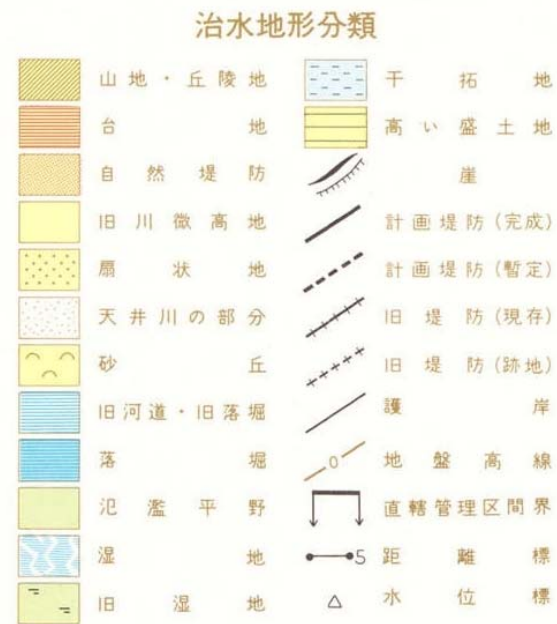 治水地形分類
山地・丘陵地
台地
自然堤防
旧川微高地
扇状地
天井川の部分
砂丘
旧河道・旧落堀
落堀
氾濫平野
湿地
旧湿地
干拓地
高い盛土地
崖
計画堤防(完成)
計画堤防(暫定)
旧堤防(現存)
旧堤防(跡地)
護岸
0 地盤高線
直轄管理区間界
5 距離標
水位標